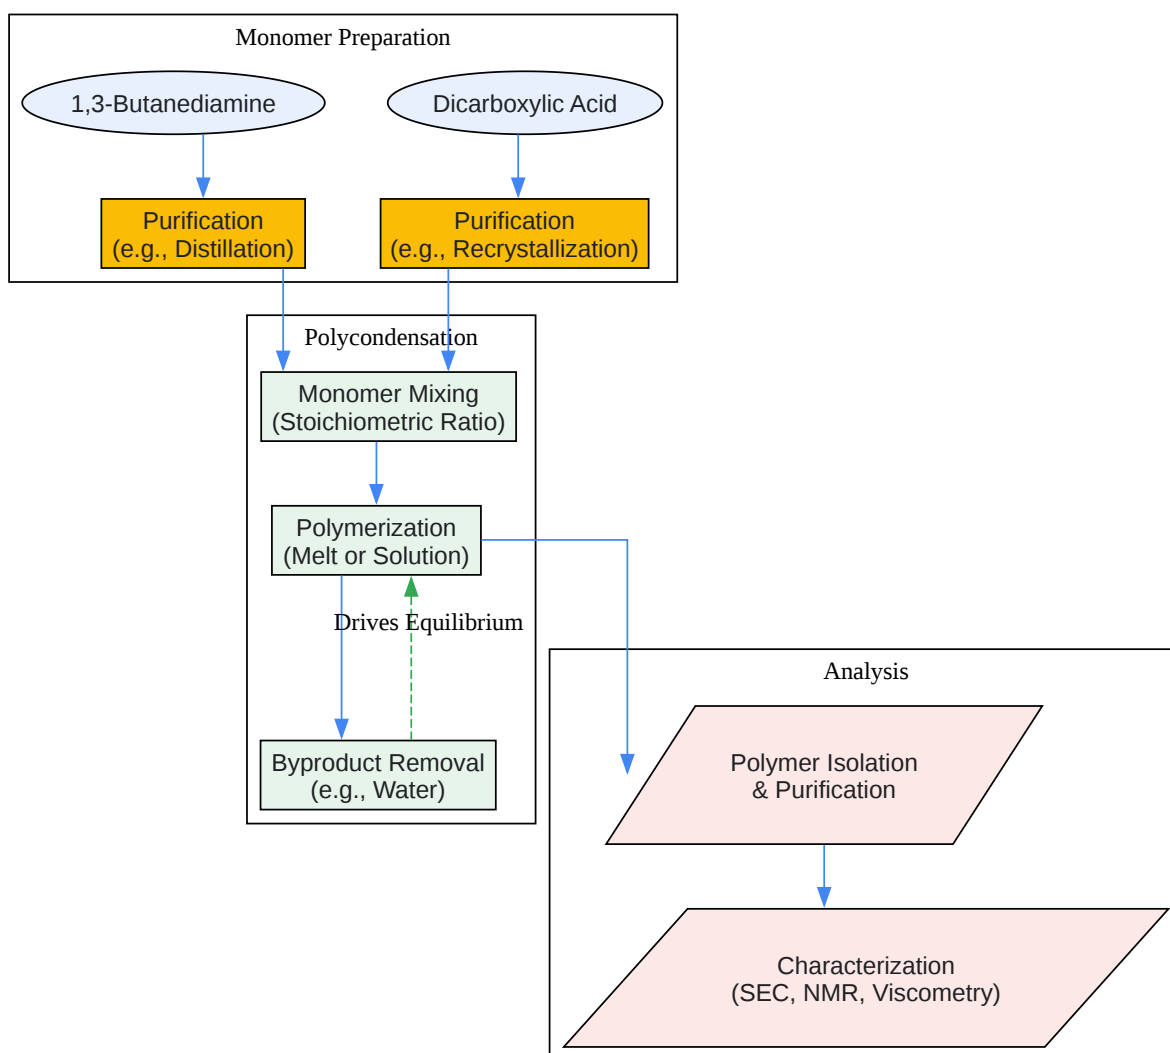 Monomer Preparation
1,3-Butanediamine
Dicarboxylic Acid
Purification
(e.g., Distillation)
Purification
(e.g., Recrystallization)
Polycondensation
Monomer Mixing
(Stoichiometric Ratio)
Polymerization
(Melt or Solution)
Drives Equilibrium
Byproduct Removal
(e.g., Water)
Analysis
Polymer Isolation
& Purification
Characterization
(SEC, NMR, Viscometry)